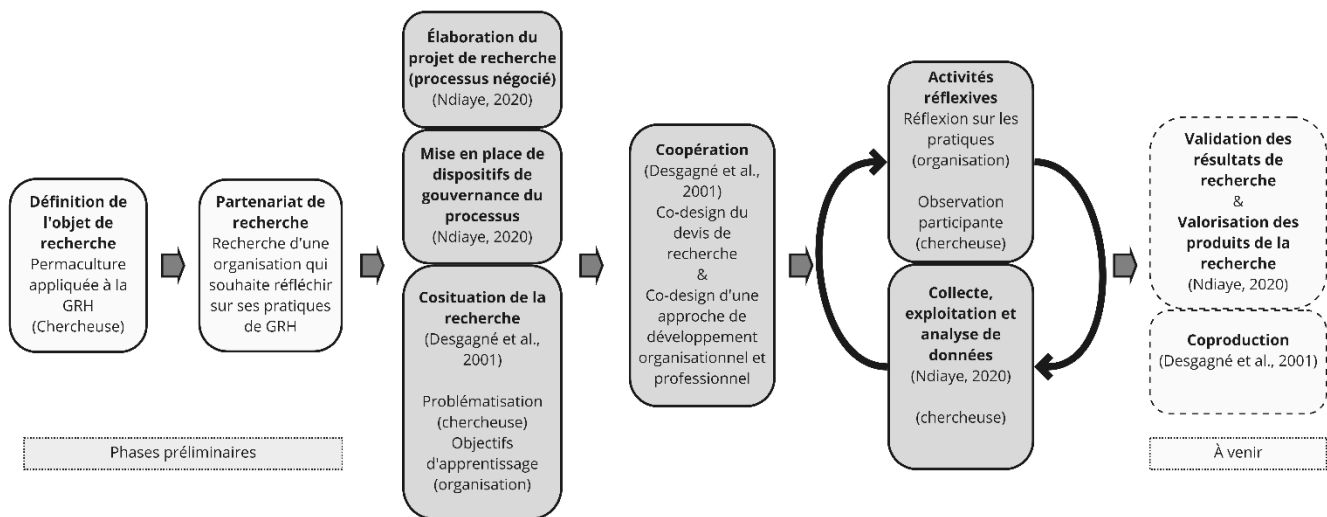 Définition de
l'objet de
recherche
Permaculture
appliquée à la
GRH
(Chercheuse)
Partenariat de
recherche
Recherche d'une
organisation qui
souhaite réfléchir
sur ses pratiques
de GRH
Phases préliminaires
Élaboration du
projet de recherche
(processus négocié)
(Ndiaye, 2020)
Mise en place de
dispositifs de
gouvernance du
processus
(Ndiaye, 2020)
Cosituation de la
recherche
(Desgagné et al.,
2001)
Problématisation
(chercheuse)
Objectifs
d'apprentissage
(organisation)
Coopération
(Desgagné et al.,
2001)
Co-design du
devis de
recherche
&
Co-design d'une
approche de
développement
organisationnel et
professionnel
Activités
réflexives
Réflexion sur les
pratiques
(organisation)
Observation
participante
(chercheuse)
Collecte,
exploitation et
analyse de
données
(Ndiaye, 2020)
(chercheuse)
Validation des
résultats de
recherche
&
Valorisation des
produits de la
recherche
(Ndiaye, 2020)
Coproduction
(Desgagné et al., 2001)
À venir